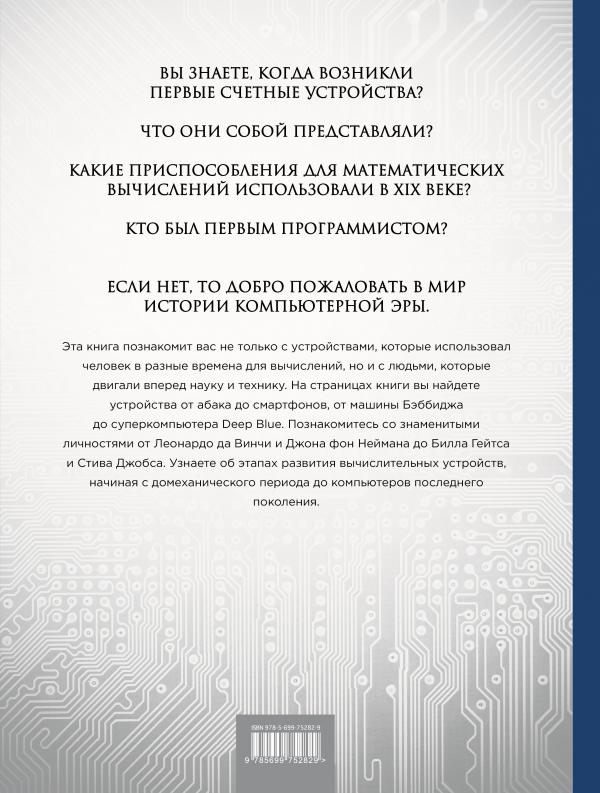 ВЫ ЗНАЕТЕ, КОГДА ВОЗНИКЛИ
ПЕРВЫЕ СЧЕТНЫЕ УСТРОЙСТВА?
ЧТО ОНИ СОБОЙ ПРЕДСТАВЛЯЛИ?
КАКИЕ ПРИСПОСОБЛЕНИЯ ДЛЯ МАТЕМАТИЧЕСКИХ
ВЫЧИСЛЕНИЙ ИСПОЛЬЗОВАЛИ В XIX ВЕКЕ?
КТО БЫЛ ПЕРВЫМ ПРОГРАММИСТОМ?
ЕСЛИ НЕТ, ТО ДОБРО ПОЖАЛОВАТЬ В МИР
ИСТОРИИ КОМПЬЮТЕРНОЙ ЭРЫ.
Эта книга познакомит вас не только с устройствами, которые использовал
человек в разные времена для вычислений, но и с людьми, которые
двигали вперед науку и технику. На страницах книги вы найдете
устройства от абака до смартфонов, от машины Бэббиджа
до суперкомпьютера Deep Blue. Познакомитесь со знаменитыми
личностями от Леонардо да Винчи и Джона фон Неймана до Билла Гейтса
и Стива Джобса. Узнаете об этапах развития вычислительных устройств,
начиная с домеханического периода до компьютеров последнего
поколения.
ISBN 978-5-699-75282-9
9 785699 752829 >